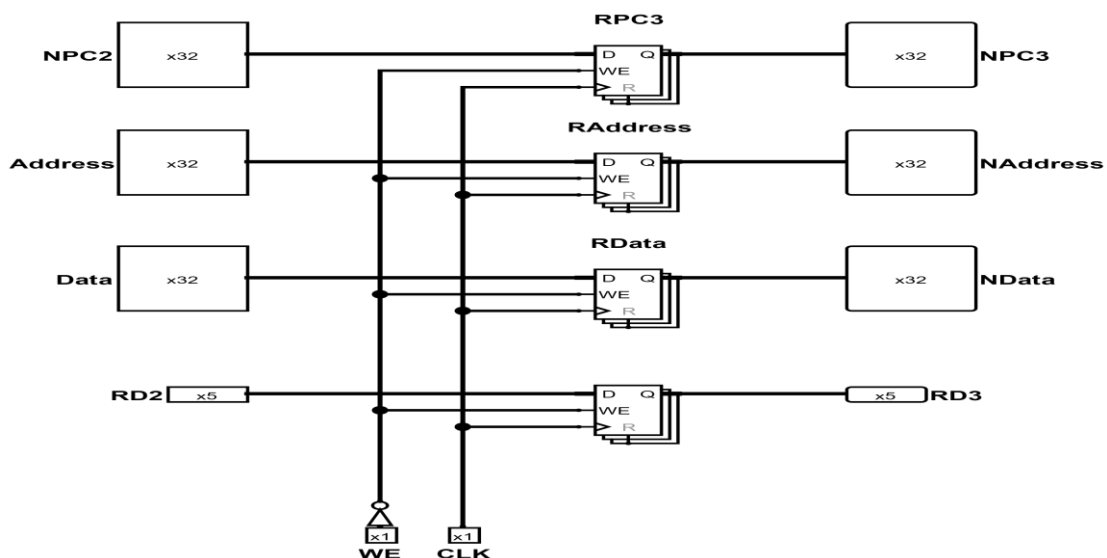 RPC3
NPC2 x32 D Q x32 NPC3
WE
R
RAddress
Address x32 D Q x32 NAddress
WE
R
RData
Data x32 D Q x32 NData
WE
R
RD2 x5 D Q x5 RD3
WE
R
x1 x1
WE CLK